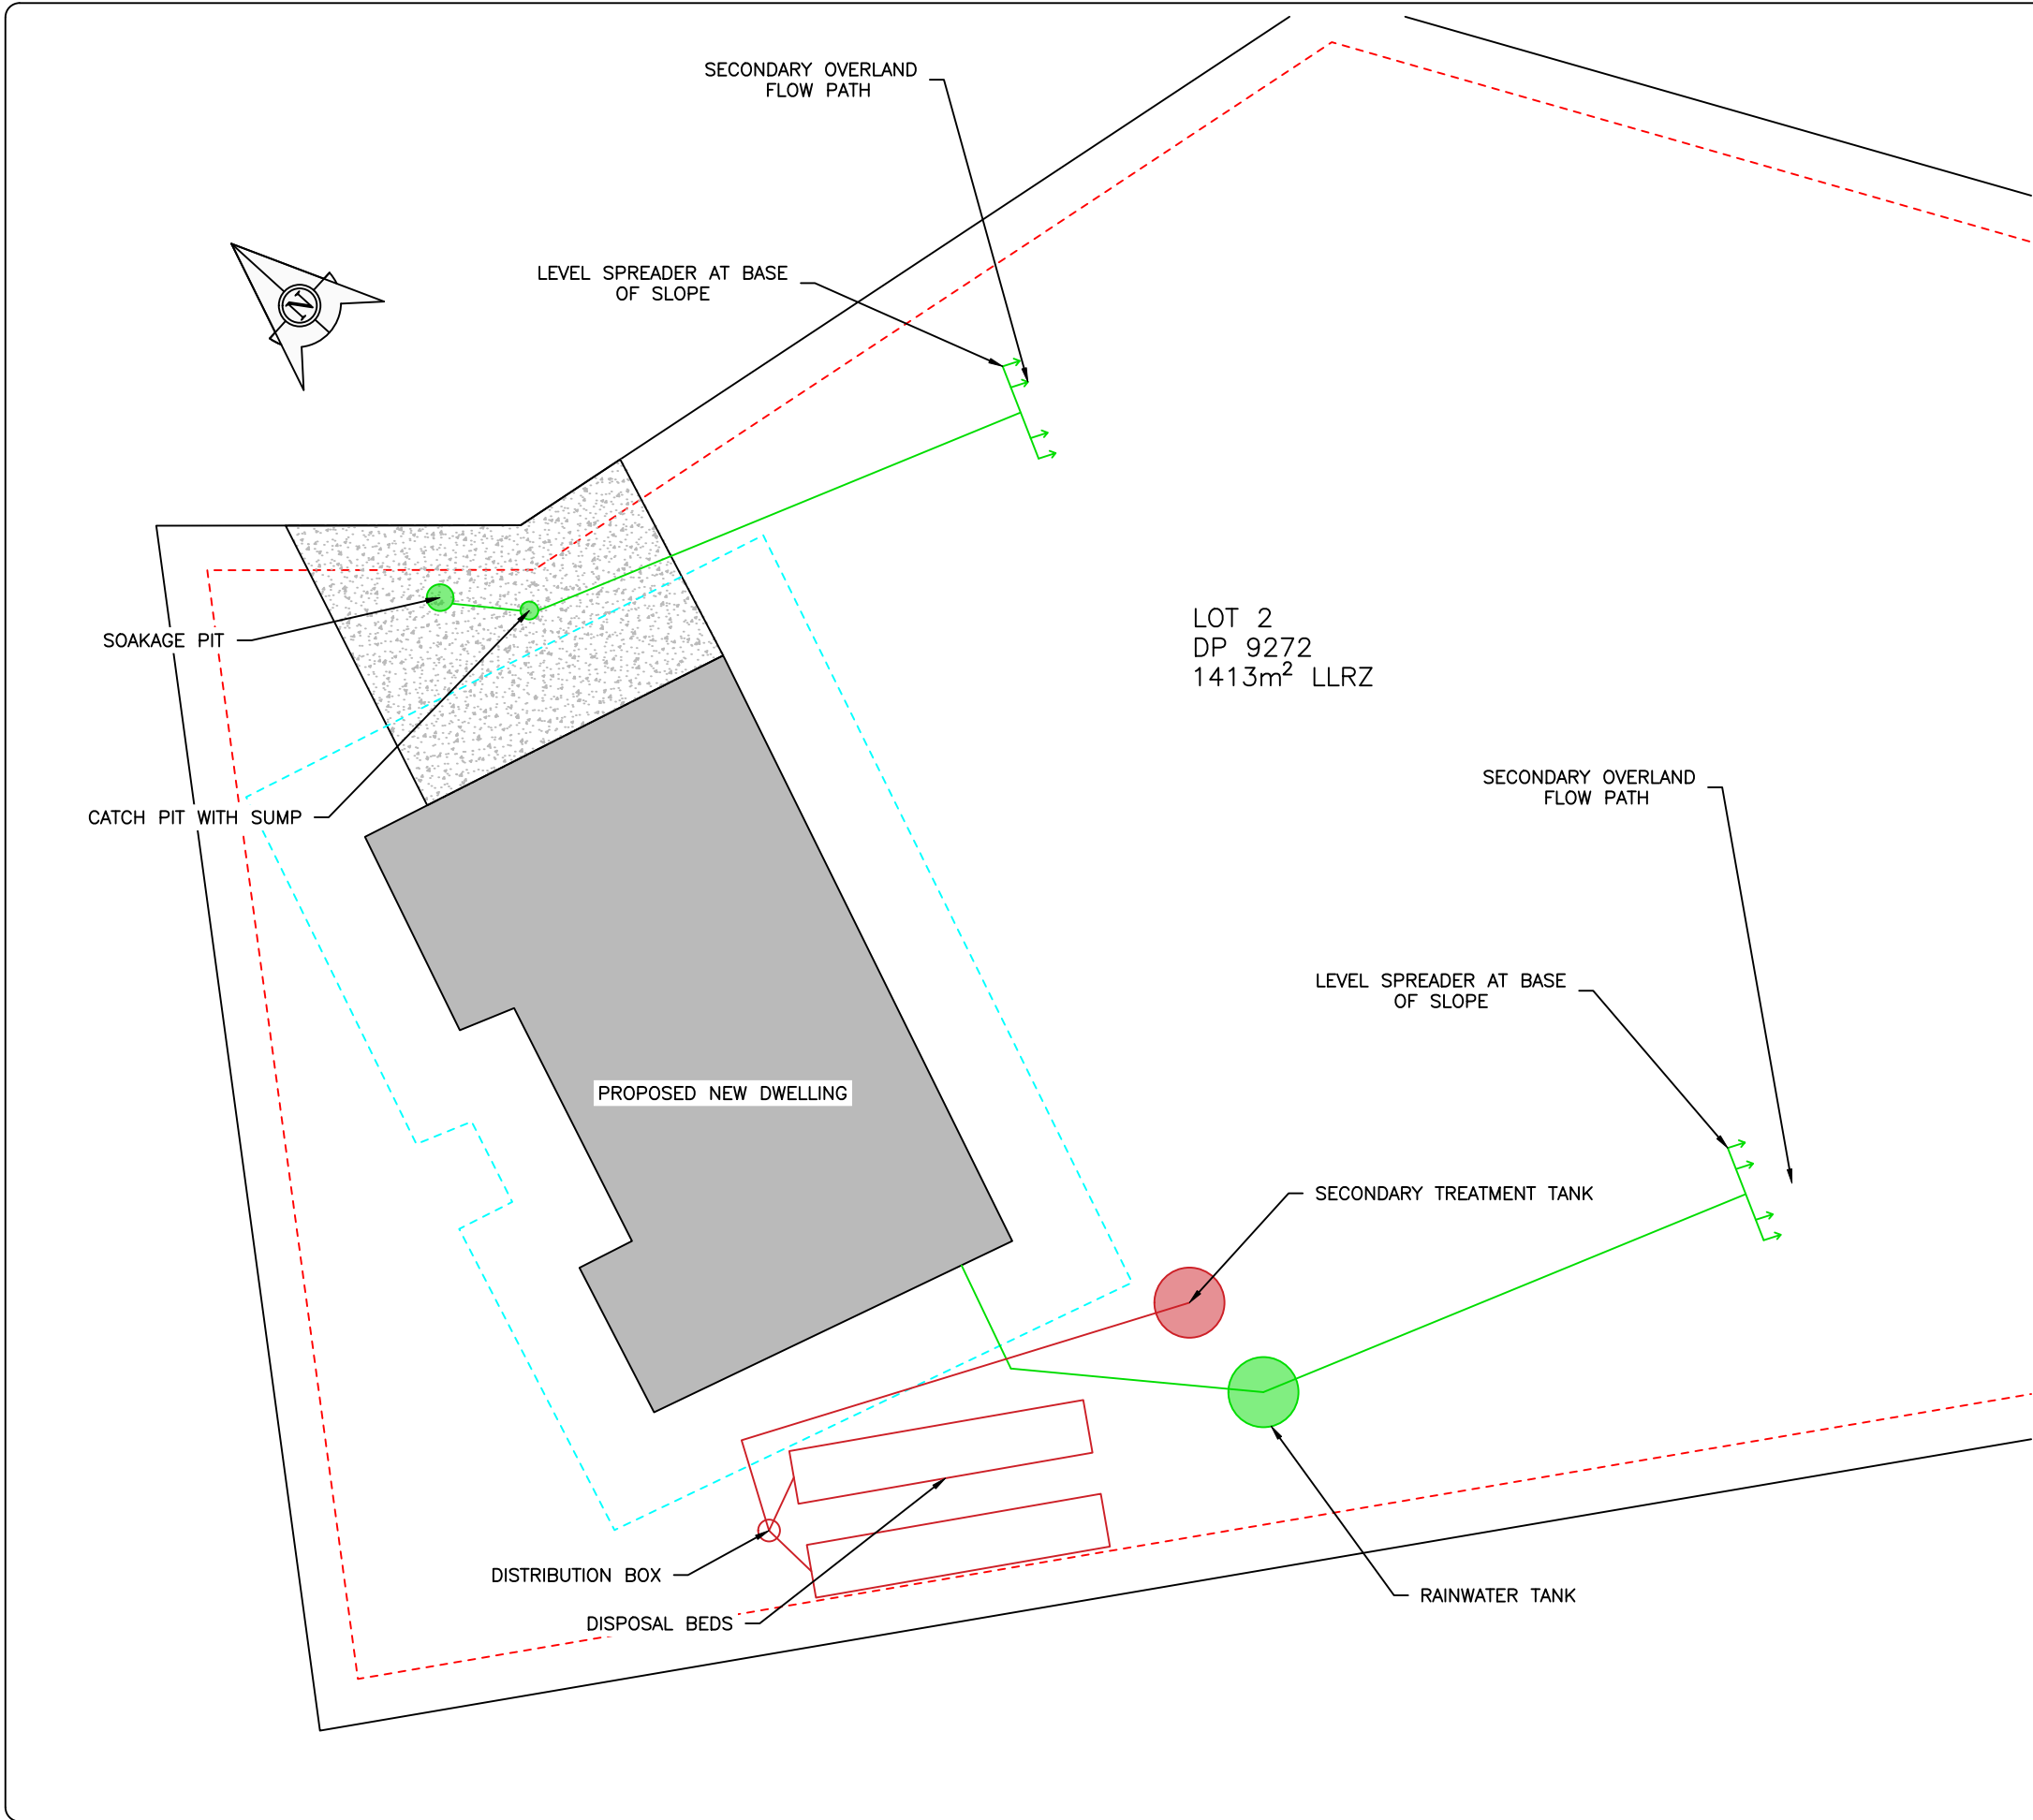 SECONDARY OVERLAND
FLOW PATH
LEVEL SPREADER AT BASE
OF SLOPE
N
SOAKAGE PIT
LOT 2
DP 9272
1413m² LLRZ
SECONDARY OVERLAND
FLOW PATH
CATCH PIT WITH SUMP
LEVEL SPREADER AT BASE
OF SLOPE
PROPOSED NEW DWELLING
SECONDARY TREATMENT TANK
DISTRIBUTION BOX
RAINWATER TANK
DISPOSAL BEDS